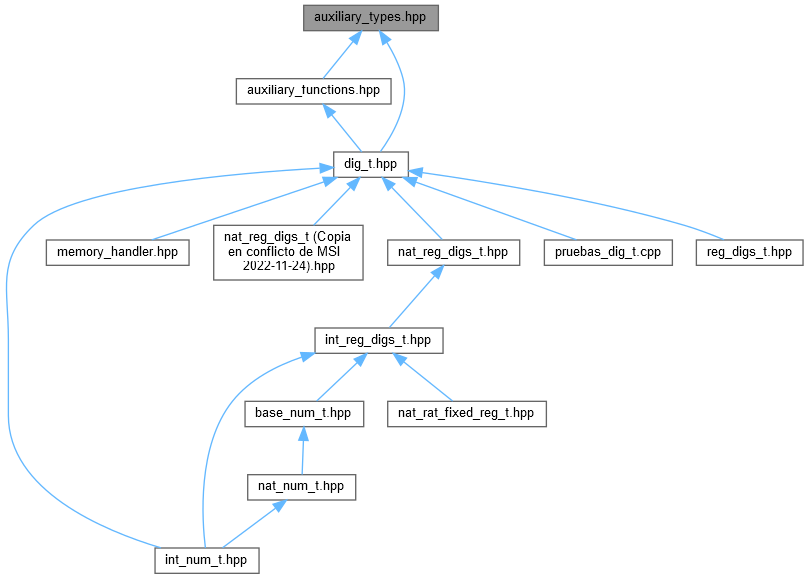 auxiliary_types.hpp
auxiliary_functions.hpp
dig_t.hpp
memory_handler.hpp
nat_reg_digs_t (Copia
en conflicto de MSI
2022-11-24).hpp
nat_reg_digs_t.hpp
pruebas_dig_t.cpp
reg_digs_t.hpp
int_reg_digs_t.hpp
base_num_t.hpp
nat_rat_fixed_reg_t.hpp
nat_num_t.hpp
int_num_t.hpp